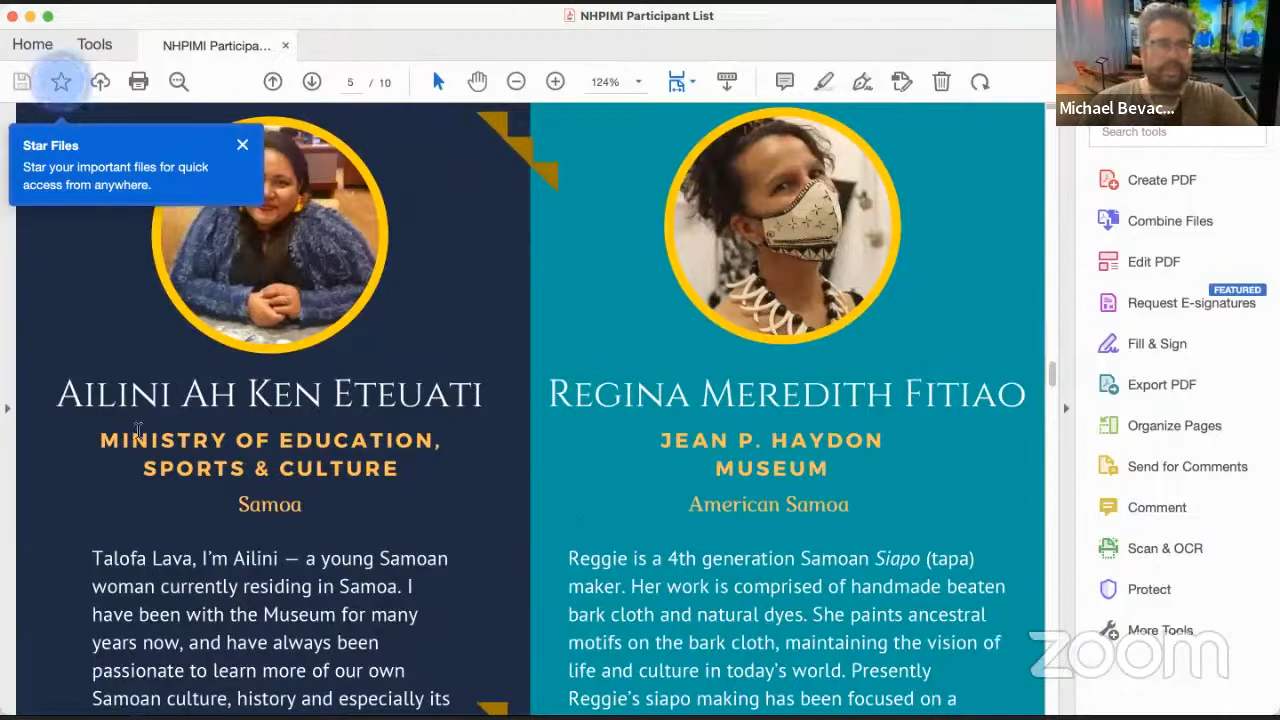 NHPIMI Participant List
Home
Tools
NHPIMI Participa...
5 / 10
124%
Michael Bevac...
Star Files
Star your important files for quick
access from anywhere.
AILINI AH KEN ETEUATI
MINISTRY OF EDUCATION,
SPORTS & CULTURE
Samoa
Talofa Lava, I'm Ailini — a young Samoan
woman currently residing in Samoa. I
have been with the Museum for many
years now, and have always been
passionate to learn more of our own
Samoan culture, history and especially its
REGINA MEREDITH FITIAO
JEAN P. HAYDON
MUSEUM
American Samoa
Reggie is a 4th generation Samoan Siapo (tapa)
maker. Her work is comprised of handmade beaten
bark cloth and natural dyes. She paints ancestral
motifs on the bark cloth, maintaining the vision of
life and culture in today's world. Presently
Reggie's siapo making has been focused on a
Search tools
Create PDF
Combine Files
Edit PDF
FEATURED
Request E-signatures
Fill & Sign
Export PDF
Organize Pages
Send for Comments
Comment
Scan & OCR
Protect
More Tools
zoom